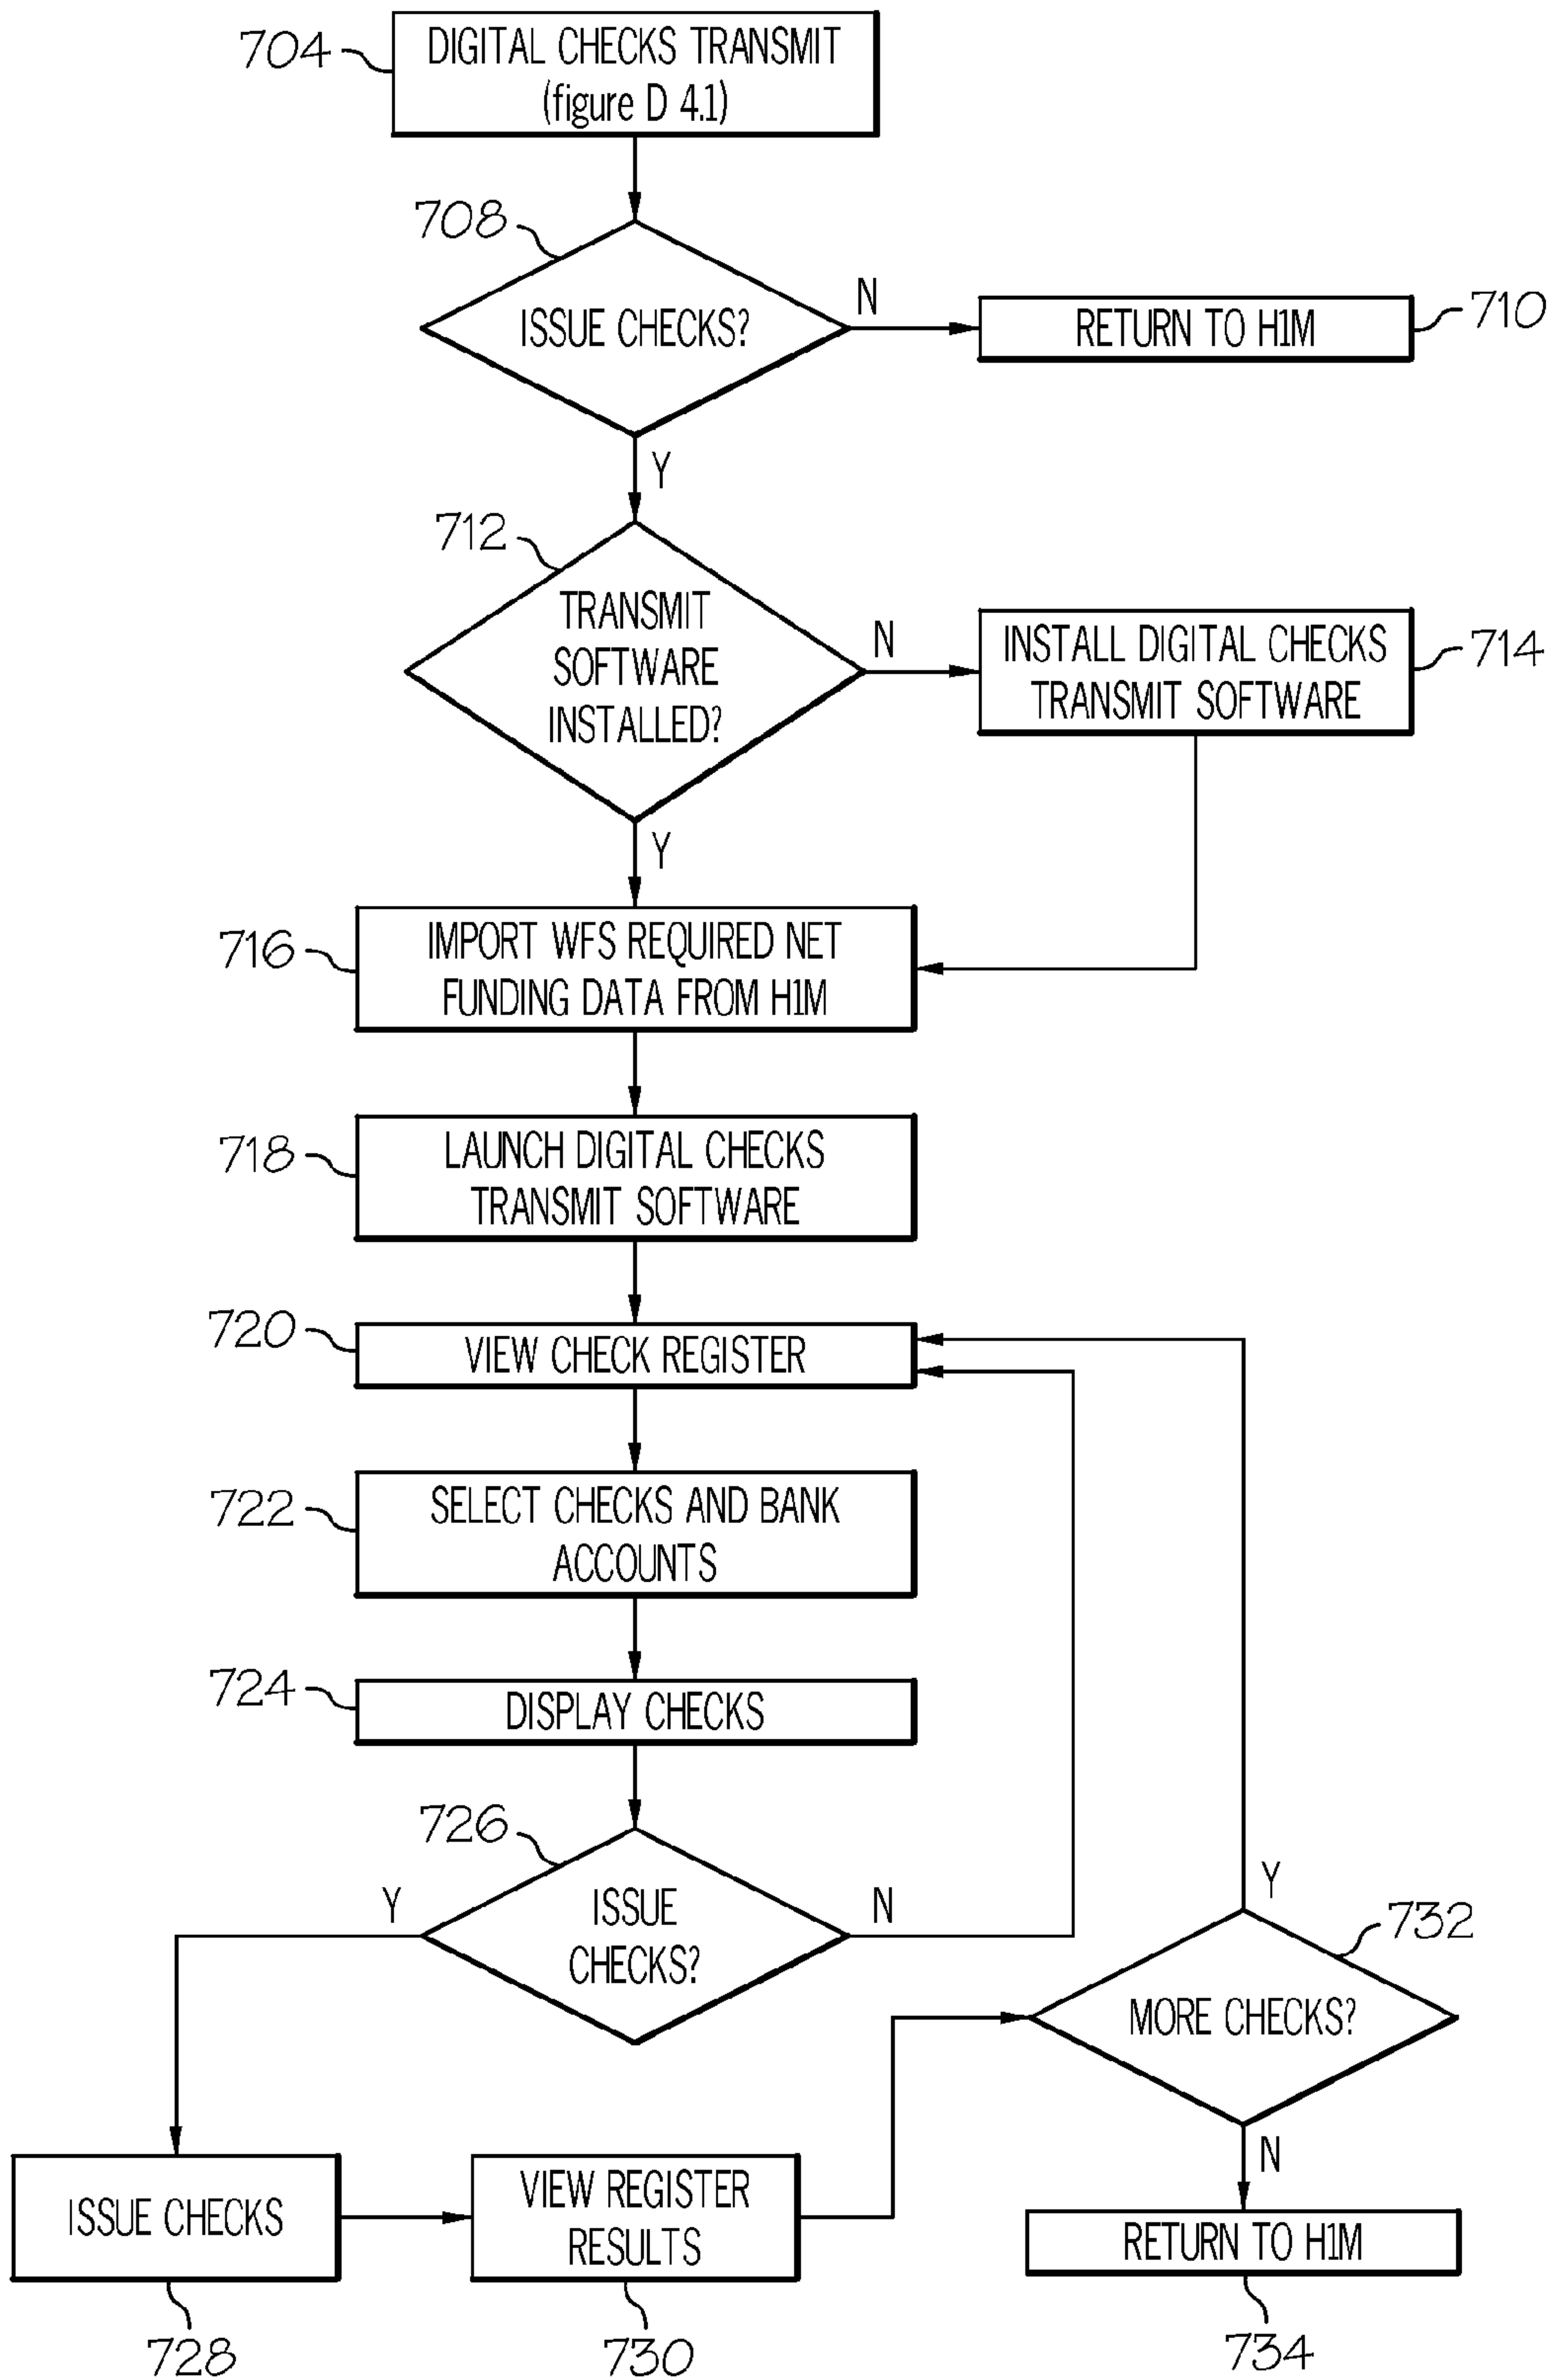 704
DIGITAL CHECKS TRANSMIT
(figure D 4.1)
708
ISSUE CHECKS?
N
RETURN TO H1M
710
Y
712
TRANSMIT
SOFTWARE
INSTALLED?
N
INSTALL DIGITAL CHECKS
TRANSMIT SOFTWARE
714
Y
716
IMPORT WFS REQUIRED NET
FUNDING DATA FROM H1M
718
LAUNCH DIGITAL CHECKS
TRANSMIT SOFTWARE
720
VIEW CHECK REGISTER
722
SELECT CHECKS AND BANK
ACCOUNTS
724
DISPLAY CHECKS
726
Y
ISSUE
CHECKS?
N
Y
732
MORE CHECKS?
N
ISSUE CHECKS
728
VIEW REGISTER
RESULTS
730
RETURN TO H1M
734